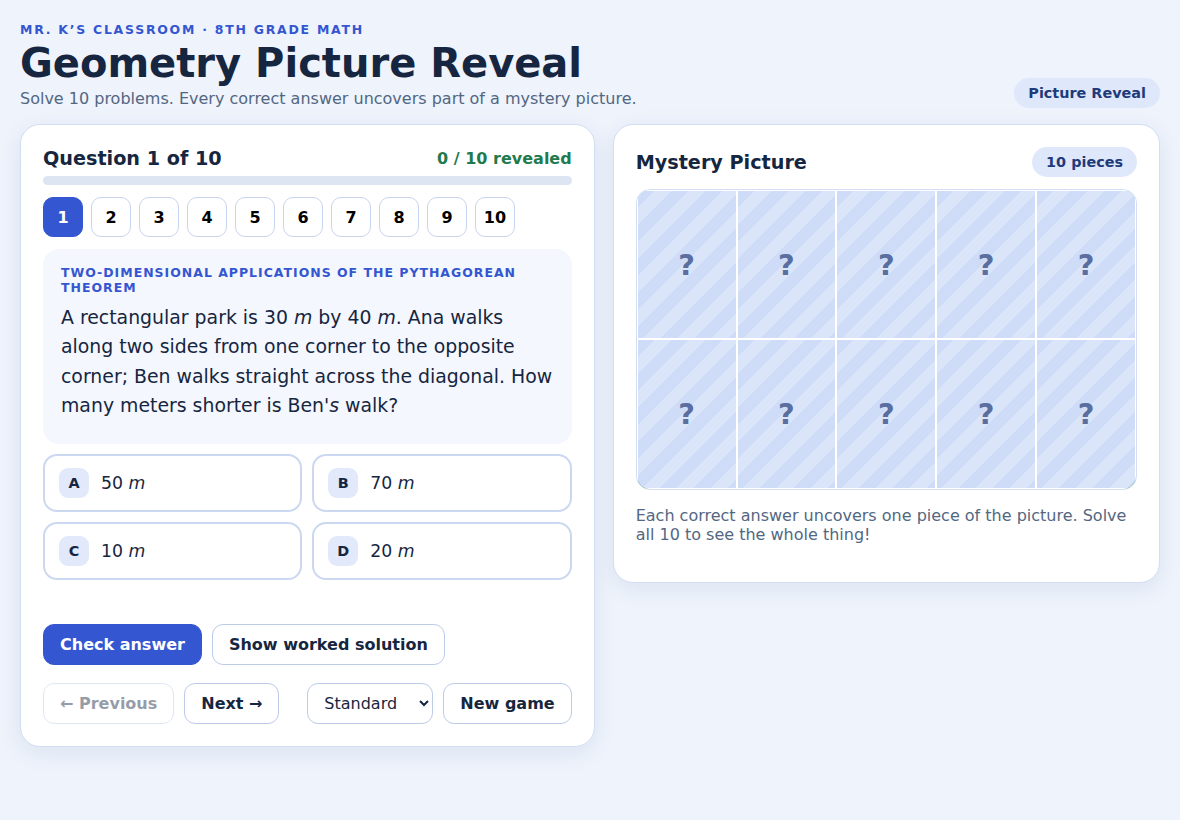 MR. K’S CLASSROOM · 8TH GRADE MATH
Geometry Picture Reveal
Solve 10 problems. Every correct answer uncovers part of a mystery picture.
Picture Reveal
Question 1 of 10
0 / 10 revealed
1 2 3 4 5 6 7 8 9 10
TWO-DIMENSIONAL APPLICATIONS OF THE PYTHAGOREAN
THEOREM
A rectangular park is 30 m by 40 m. Ana walks
along two sides from one corner to the opposite
corner; Ben walks straight across the diagonal. How
many meters shorter is Ben's walk?
A 50 m
B 70 m
C 10 m
D 20 m
Check answer
Show worked solution
← Previous
Next →
Standard
New game
Mystery Picture
10 pieces
? ? ? ? ?
? ? ? ? ?
Each correct answer uncovers one piece of the picture. Solve
all 10 to see the whole thing!